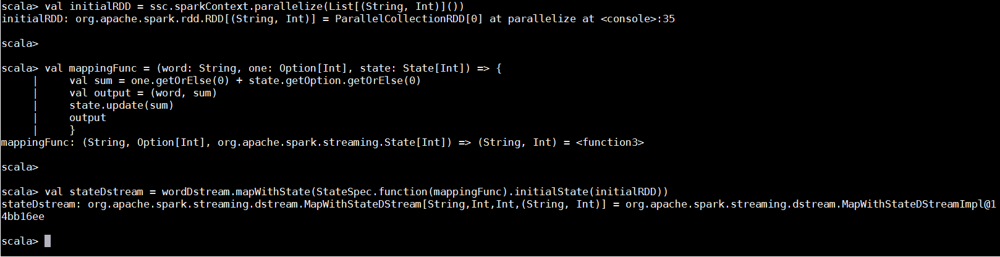 scala> val initialRDD = ssc.sparkContext.parallelize(List[(String, Int)]())
initialRDD: org.apache.spark.rdd.RDD[(String, Int)] = ParallelCollectionRDD[0] at parallelize at <console>:35
scala>
scala> val mappingFunc = (word: String, one: Option[Int], state: State[Int]) => {
     |     val sum = one.getOrElse(0) + state.getOption.getOrElse(0)
     |     val output = (word, sum)
     |     state.update(sum)
     |     output
     |     }
mappingFunc: (String, Option[Int], org.apache.spark.streaming.State[Int]) => (String, Int) = <function3>
scala>
scala> val stateDstream = wordDstream.mapWithState(StateSpec.function(mappingFunc).initialState(initialRDD))
stateDstream: org.apache.spark.streaming.dstream.MapWithStateDStream[String,Int,Int,(String, Int)] = org.apache.spark.streaming.dstream.MapWithStateDStreamImpl@1
4bb16ee
scala>